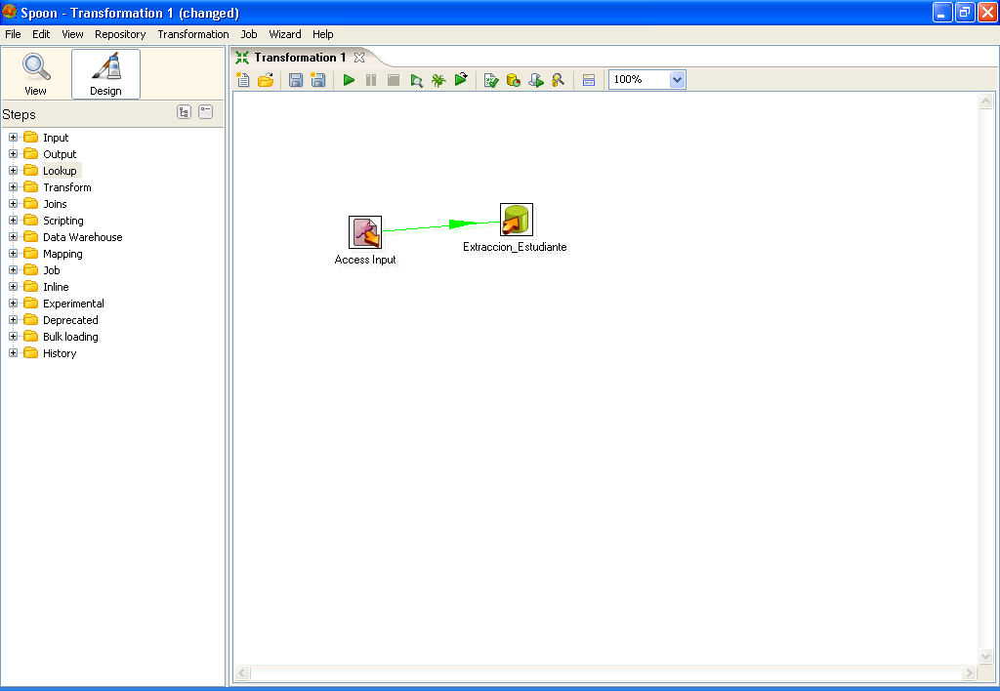 Spoon - Transformation 1 (changed)
File Edit View Repository Transformation Job Wizard Help
View
Design
Transformation 1
100%
Steps
Input
Output
Lookup
Transform
Joins
Scripting
Data Warehouse
Mapping
Job
Inline
Experimental
Deprecated
Bulk loading
History
Access Input
Extraccion_Estudiante